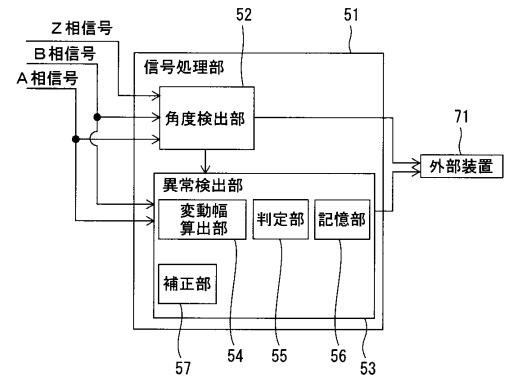 52
51
Z相信号
B相信号
A相信号
信号処理部
角度検出部
71
外部装置
異常検出部
変動幅
算出部
判定部
記憶部
補正部
57
54
55
56
53